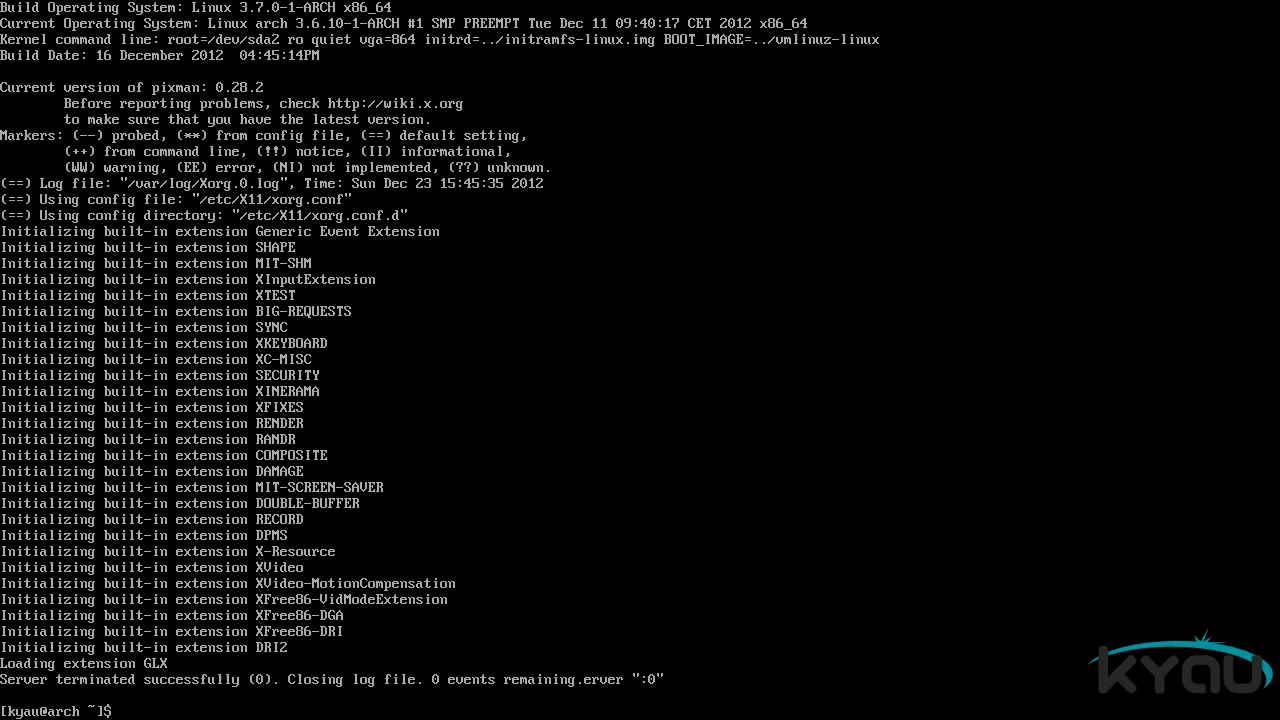 Build Operating System: Linux 3.7.0-1-ARCH x86_64
Current Operating System: Linux arch 3.6.10-1-ARCH #1 SMP PREEMPT Tue Dec 11 09:40:17 CET 2012 x86_64
Kernel command line: root=/dev/sda2 ro quiet vga=864 initrd=../initramfs-linux.img BOOT_IMAGE=../vmlinuz-linux
Build Date: 16 December 2012  04:45:14PM
Current version of pixman: 0.28.2
        Before reporting problems, check http://wiki.x.org
        to make sure that you have the latest version.
Markers: (--) probed, (**) from config file, (==) default setting,
        (++) from command line, (!!) notice, (II) informational,
        (WW) warning, (EE) error, (NI) not implemented, (??) unknown.
(==) Log file: "/var/log/Xorg.0.log", Time: Sun Dec 23 15:45:35 2012
(==) Using config file: "/etc/X11/xorg.conf"
(==) Using config directory: "/etc/X11/xorg.conf.d"
Initializing built-in extension Generic Event Extension
Initializing built-in extension SHAPE
Initializing built-in extension MIT-SHM
Initializing built-in extension XInputExtension
Initializing built-in extension XTEST
Initializing built-in extension BIG-REQUESTS
Initializing built-in extension SYNC
Initializing built-in extension XKEYBOARD
Initializing built-in extension XC-MISC
Initializing built-in extension SECURITY
Initializing built-in extension XINERAMA
Initializing built-in extension XFIXES
Initializing built-in extension RENDER
Initializing built-in extension RANDR
Initializing built-in extension COMPOSITE
Initializing built-in extension DAMAGE
Initializing built-in extension MIT-SCREEN-SAVER
Initializing built-in extension DOUBLE-BUFFER
Initializing built-in extension RECORD
Initializing built-in extension DPMS
Initializing built-in extension X-Resource
Initializing built-in extension XVideo
Initializing built-in extension XVideo-MotionCompensation
Initializing built-in extension XFree86-VidModeExtension
Initializing built-in extension XFree86-DGA
Initializing built-in extension XFree86-DRI
Initializing built-in extension DRI2
Loading extension GLX
Server terminated successfully (0). Closing log file. 0 events remaining.erver ":0"
[kyau@arch ~]$
kyau